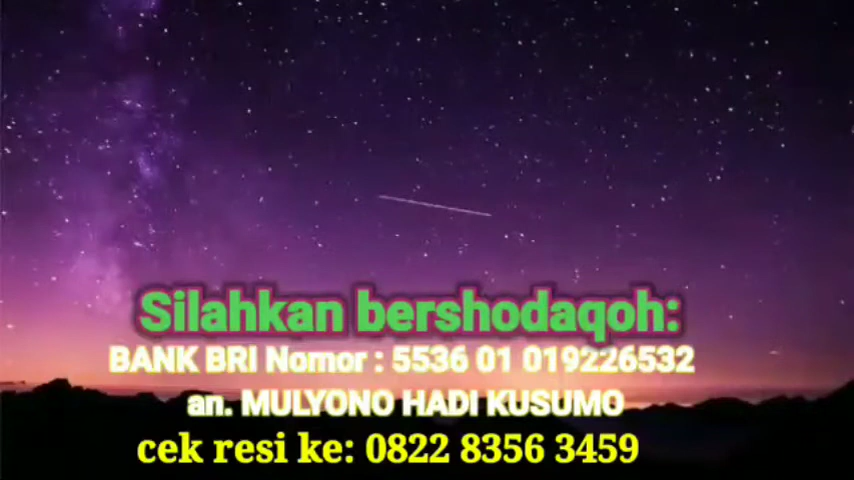 Silahkan bershodaqoh:
BANK BRI Nomor : 5536 01 019226532
an. MULYONO HADI KUSUMO
cek resi ke: 0822 8356 3459